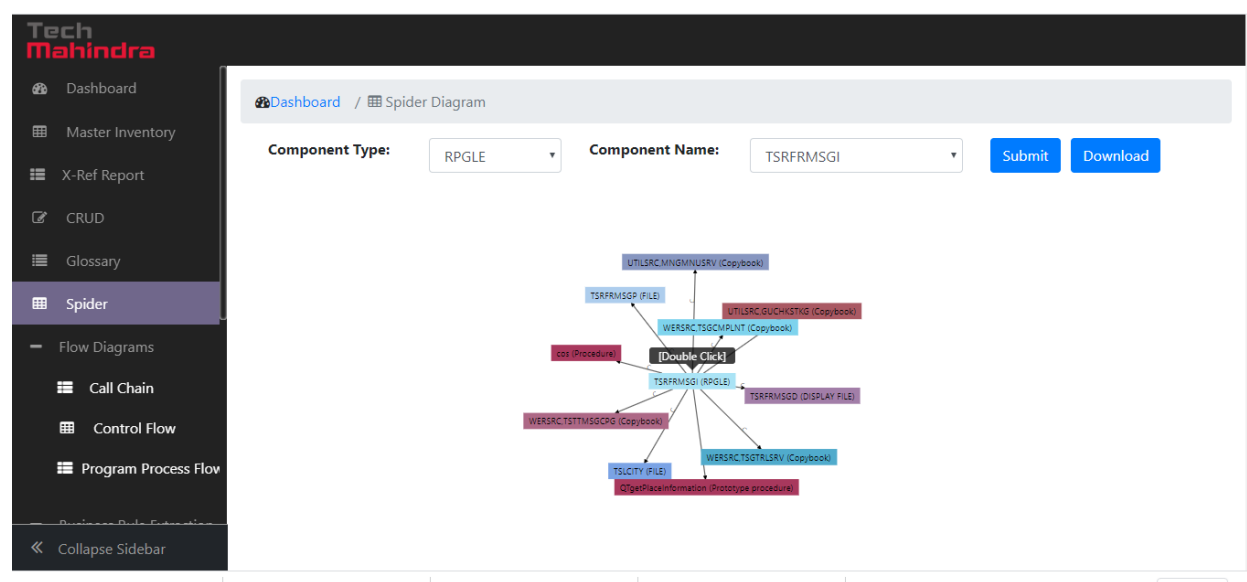 Tech
Mahindra
Dashboard
Master Inventory
X-Ref Report
CRUD
Glossary
Spider
Flow Diagrams
Call Chain
Control Flow
Program Process Flow
Collapse Sidebar
Dashboard / Spider Diagram
Component Type: RPGLE Component Name: TSRFRMSGI Submit Download
UTILSRC,MNGMNUSRV (Copybook)
TSRFRMSGP (FILE)
UTILSRC,GUCHKSTKG (Copybook)
WERSRC,TSGCMPLNT (Copybook)
cos (Procedure)
[Double Click]
TSRFRMSGI (RPGLE)
TSRFRMSGD (DISPLAY FILE)
WERSRC,TSTTMSGCPG (Copybook)
WERSRC,TSGTRLSRV (Copybook)
TSLCITY (FILE)
QTgetPlaceInformation (Prototype procedure)